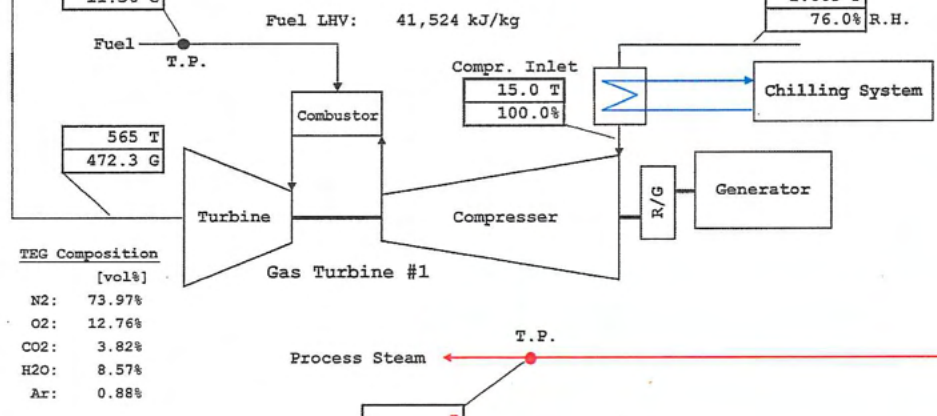 Fuel LHV: 41,524 kJ/kg
76.0% R.H.
Fuel
T.P.
Compr. Inlet
15.0 T
100.0%
Chilling System
Combustor
565 T
472.3 G
Turbine
Compresser
R/G
Generator
Gas Turbine #1
TEG Composition
[vol%]
N2: 73.97%
O2: 12.76%
CO2: 3.82%
H2O: 8.57%
Ar: 0.88%
T.P.
Process Steam